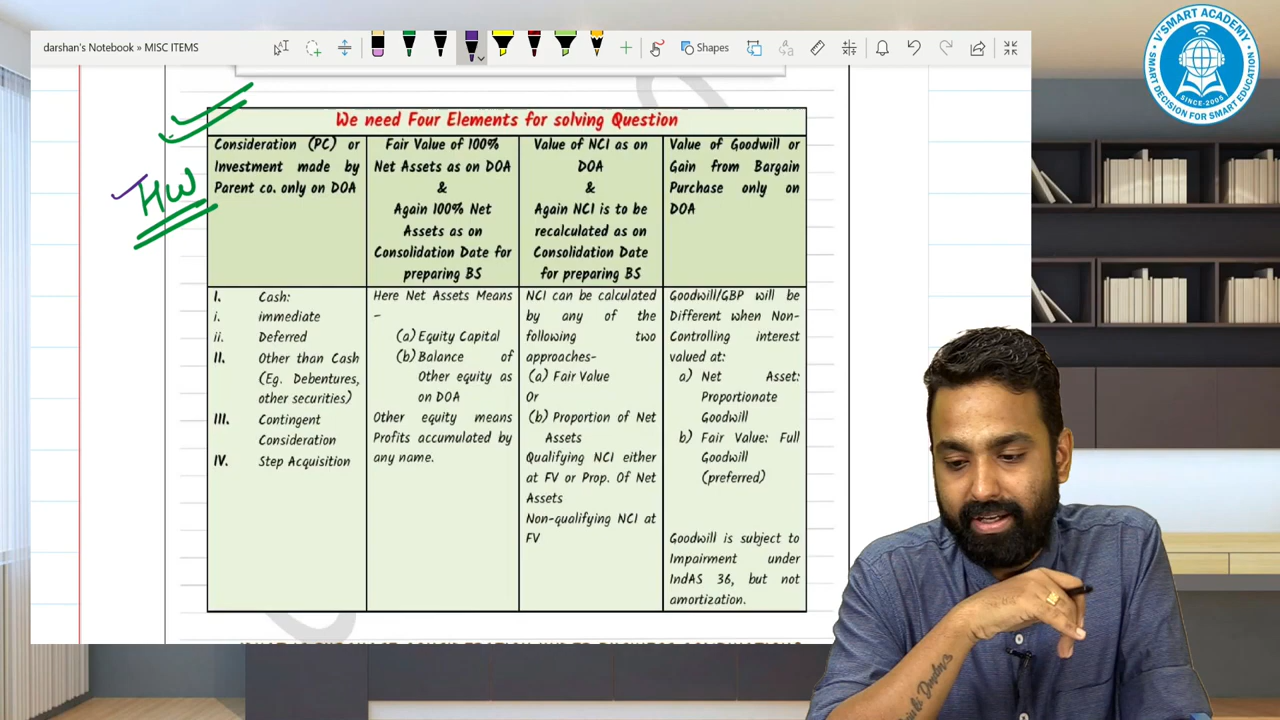 darshan's Notebook » MISC ITEMS
Shapes
V'SMART ACADEMY
SMART DECISION FOR SMART EDUCATION
SINCE-2005
HW
We need Four Elements for solving Question
Consideration (PC) or
Investment made by
Parent co. only on DOA
Fair Value of 100%
Net Assets as on DOA
&
Again 100% Net
Assets as on
Consolidation Date for
preparing BS
Value of NCI as on
DOA
&
Again NCI is to be
recalculated as on
Consolidation Date
for preparing BS
Value of Goodwill or
Gain from Bargain
Purchase only on
DOA
I. Cash:
i. immediate
ii. Deferred
II. Other than Cash
(Eg. Debentures,
other securities)
III. Contingent
Consideration
IV. Step Acquisition
Here Net Assets Means
–
(a) Equity Capital
(b) Balance of
Other equity as
on DOA
Other equity means
Profits accumulated by
any name.
NCI can be calculated
by any of the
following two
approaches-
(a) Fair Value
Or
(b) Proportion of Net
Assets
Qualifying NCI either
at FV or Prop. Of Net
Assets
Non-qualifying NCI at
FV
Goodwill/GBP will be
Different when Non-
Controlling interest
valued at:
a) Net Asset:
Proportionate
Goodwill
b) Fair Value: Full
Goodwill
(preferred)
Goodwill is subject to
Impairment under
IndAS 36, but not
amortization.